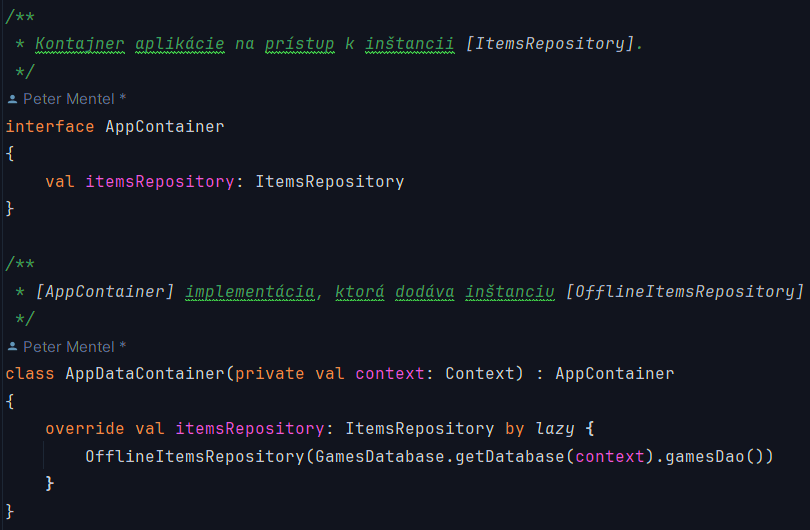 /**
 * Kontajner aplikácie na prístup k inštancii [ItemsRepository].
 */
Peter Mentel *
interface AppContainer
{
    val itemsRepository: ItemsRepository
}
/**
 * [AppContainer] implementácia, ktorá dodáva inštanciu [OfflineItemsRepository]
 */
Peter Mentel *
class AppDataContainer(private val context: Context) : AppContainer
{
    override val itemsRepository: ItemsRepository by lazy {
        OfflineItemsRepository(GamesDatabase.getDatabase(context).gamesDao())
    }
}